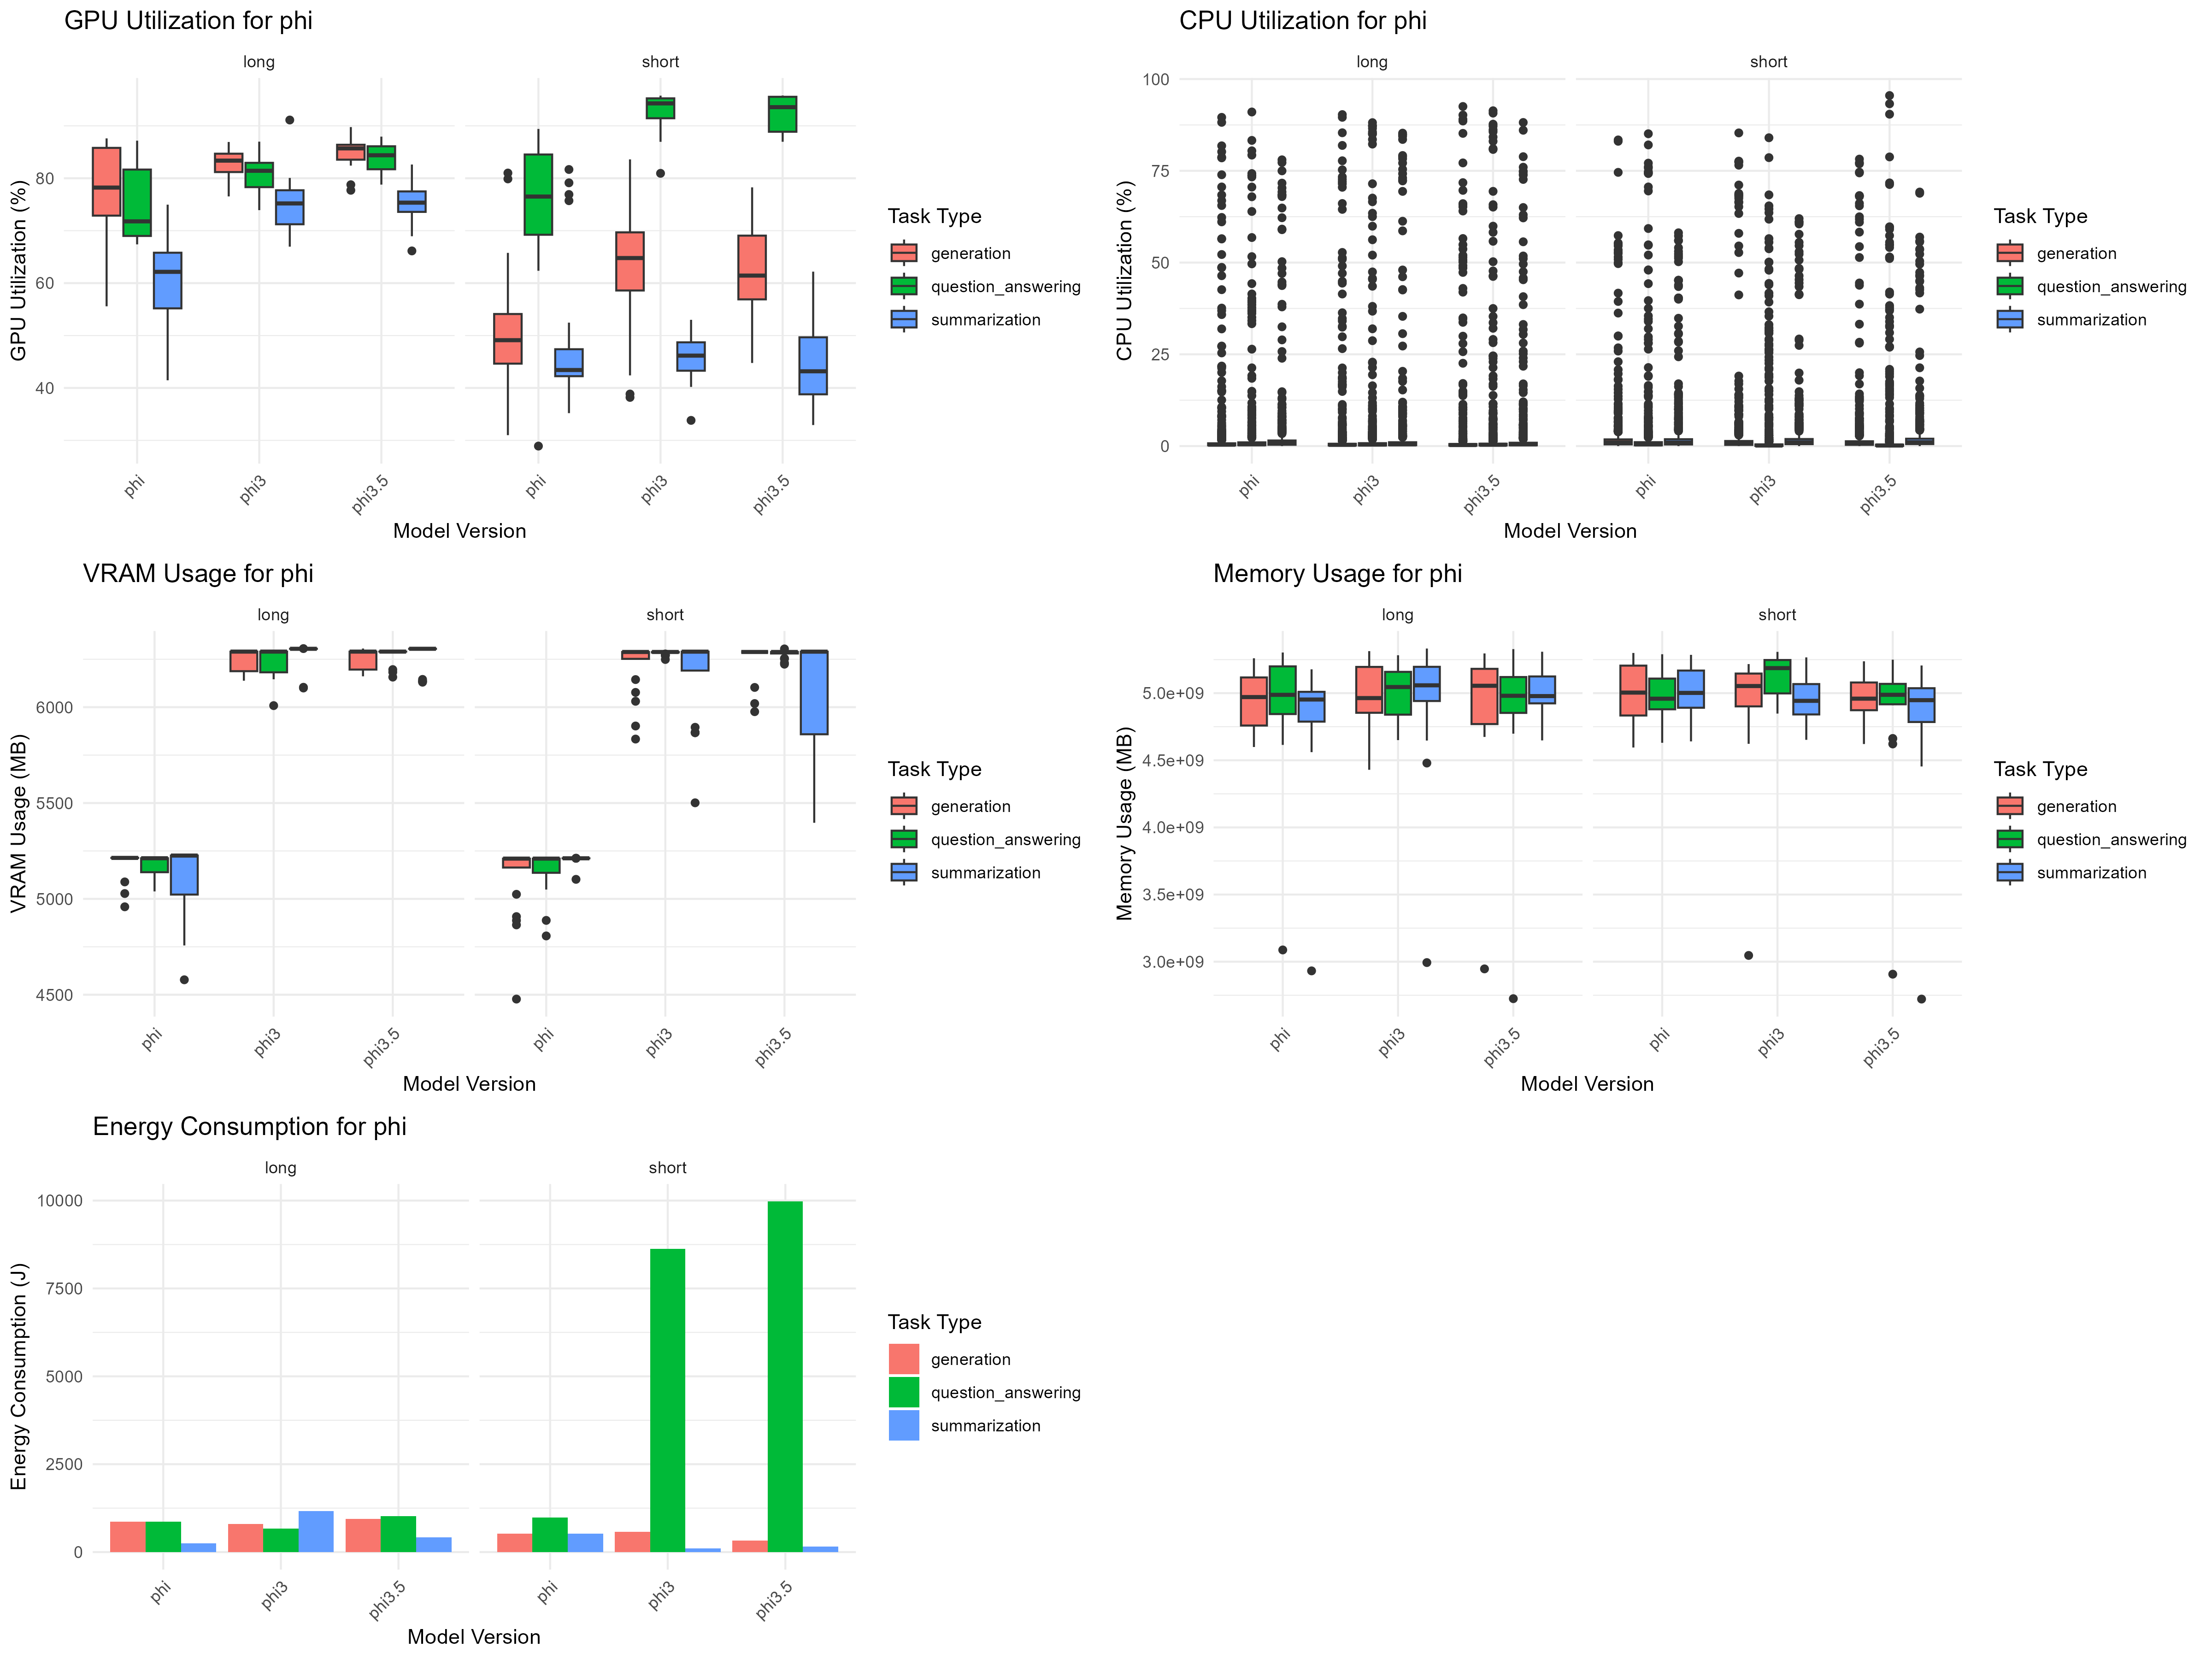 GPU Utilization for phi
long short
GPU Utilization (%)
80
60
40
phi phi3 phi3.5 phi phi3 phi3.5
Model Version
Task Type
generation
question_answering
summarization
CPU Utilization for phi
long short
CPU Utilization (%)
100
75
50
25
0
phi phi3 phi3.5 phi phi3 phi3.5
Model Version
Task Type
generation
question_answering
summarization
VRAM Usage for phi
long short
VRAM Usage (MB)
6000
5500
5000
4500
phi phi3 phi3.5 phi phi3 phi3.5
Model Version
Task Type
generation
question_answering
summarization
Memory Usage for phi
long short
Memory Usage (MB)
5.0e+09
4.5e+09
4.0e+09
3.5e+09
3.0e+09
phi phi3 phi3.5 phi phi3 phi3.5
Model Version
Task Type
generation
question_answering
summarization
Energy Consumption for phi
long short
Energy Consumption (J)
10000
7500
5000
2500
0
phi phi3 phi3.5 phi phi3 phi3.5
Model Version
Task Type
generation
question_answering
summarization